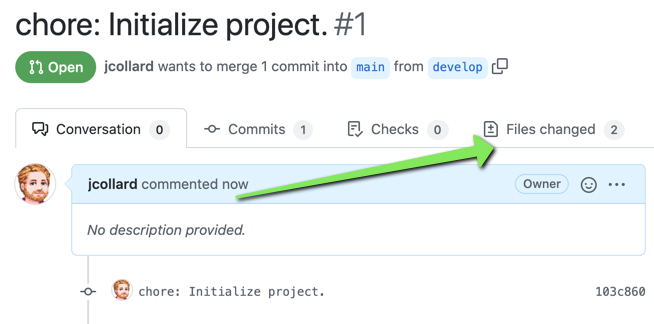 chore: Initialize project. #1
Open jcollard wants to merge 1 commit into main from develop
Conversation 0 Commits 1 Checks 0 Files changed 2
jcollard commented now Owner
No description provided.
chore: Initialize project. 103c860